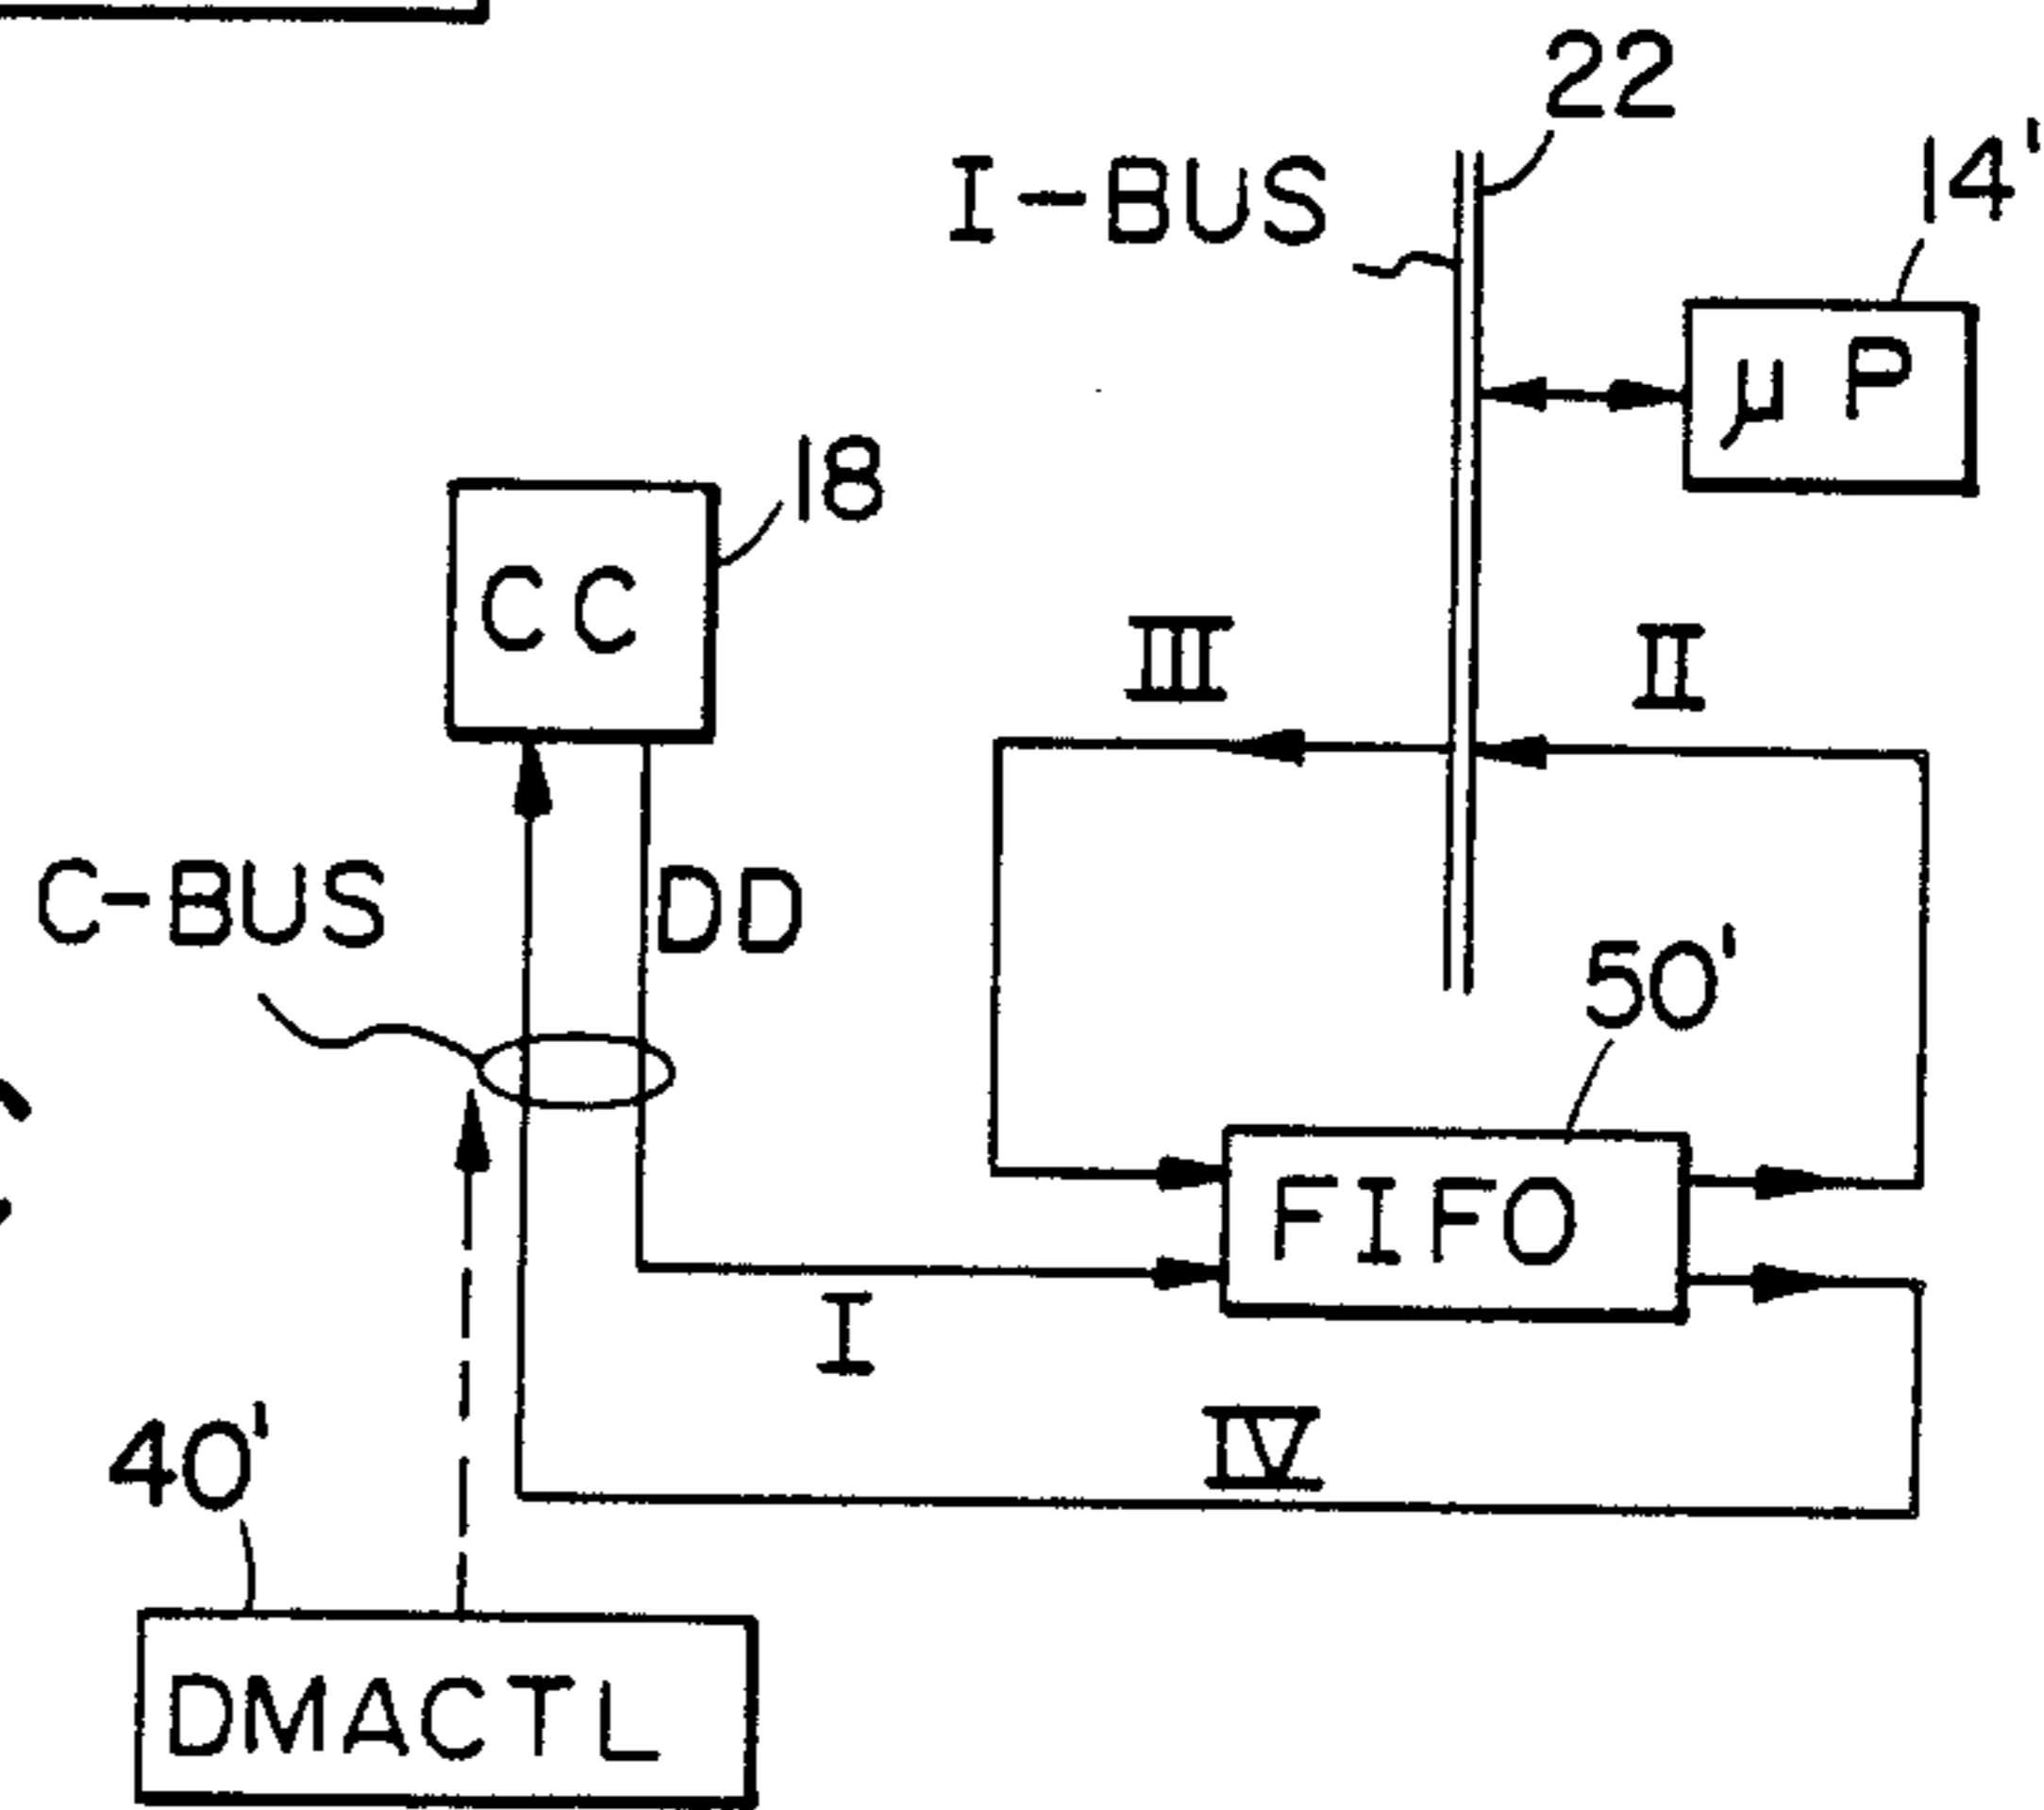 22
I-BUS
14'
µP
18
CC
III
II
C-BUS
DD
50'
FIFO
I
IV
40'
DMACTL